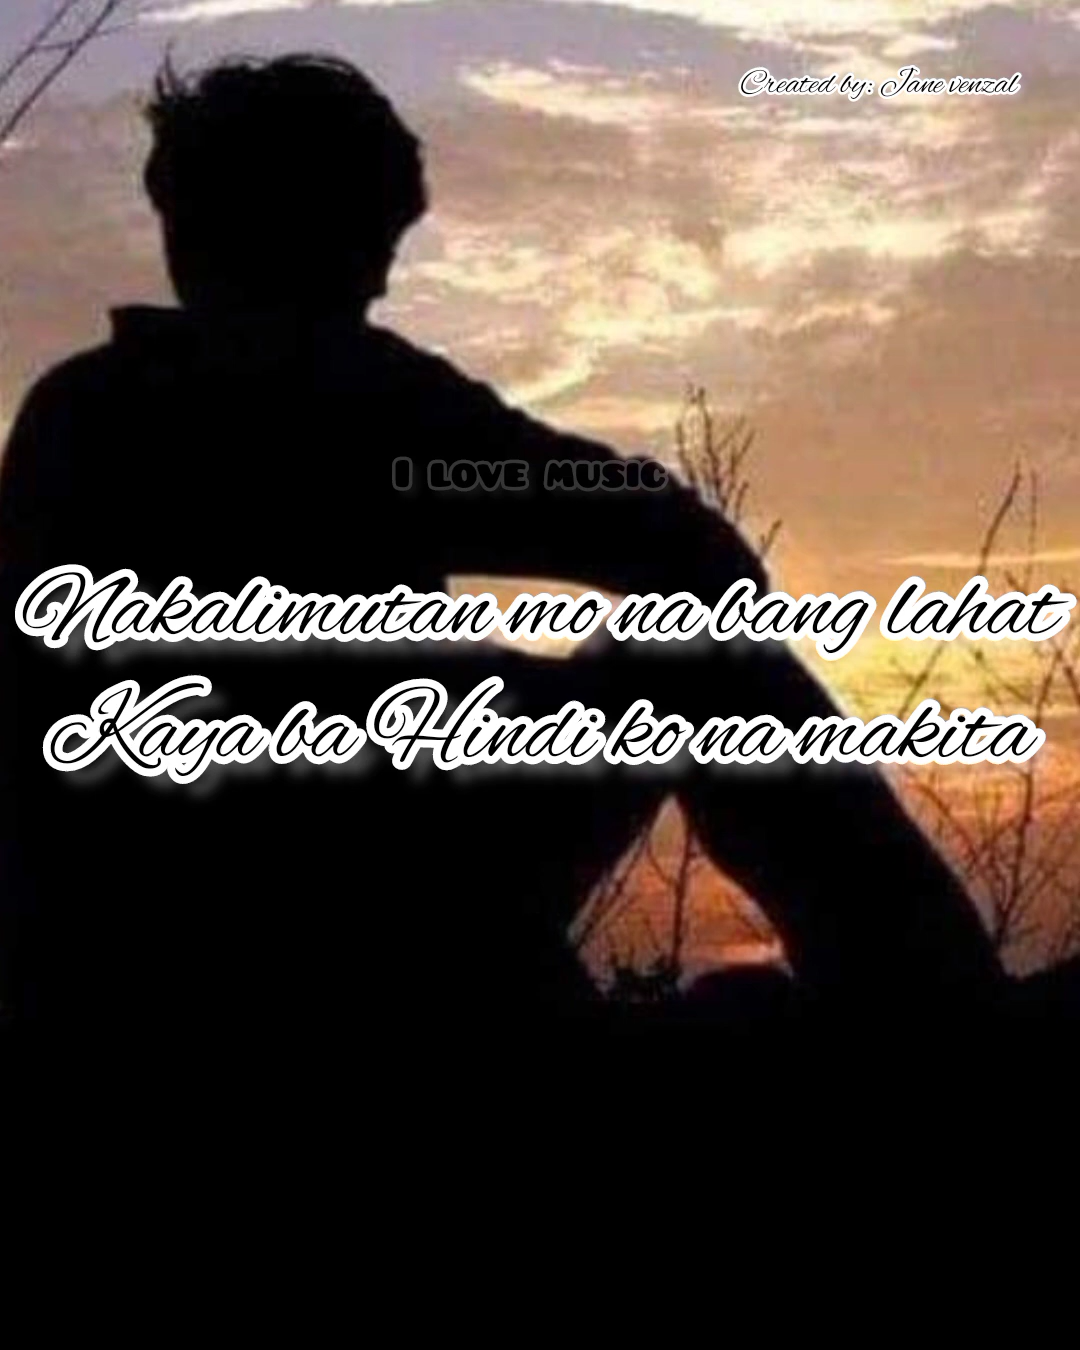 Created by: Jane venzal
I LOVE MUSIC
Nakalimutan mo na bang lahat
Kaya ba Hindi ko na makita